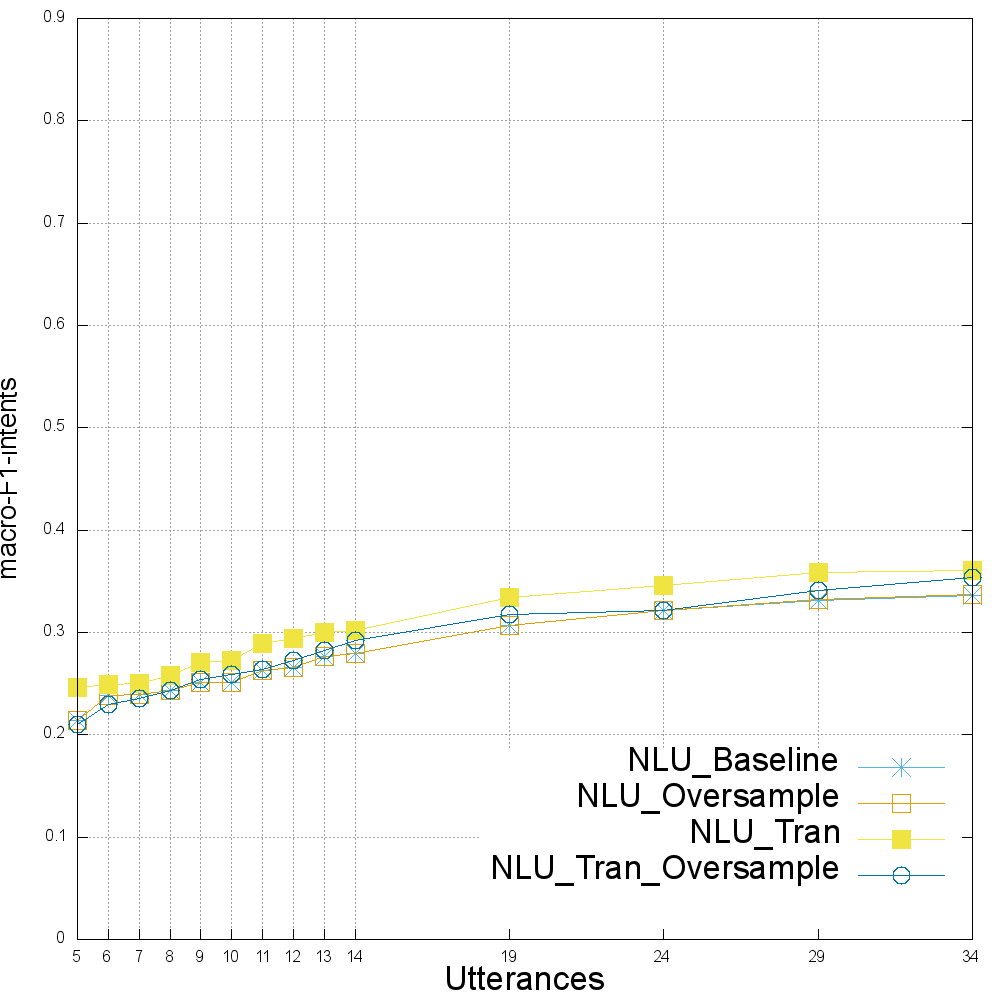 0.9
0.8
0.7
0.6
0.5
0.4
0.3
0.2
0.1
0
macro-F1-intents
5 6 7 8 9 10 11 12 13 14 19 24 29 34
Utterances
NLU_Baseline
NLU_Oversample
NLU_Tran
NLU_Tran_Oversample